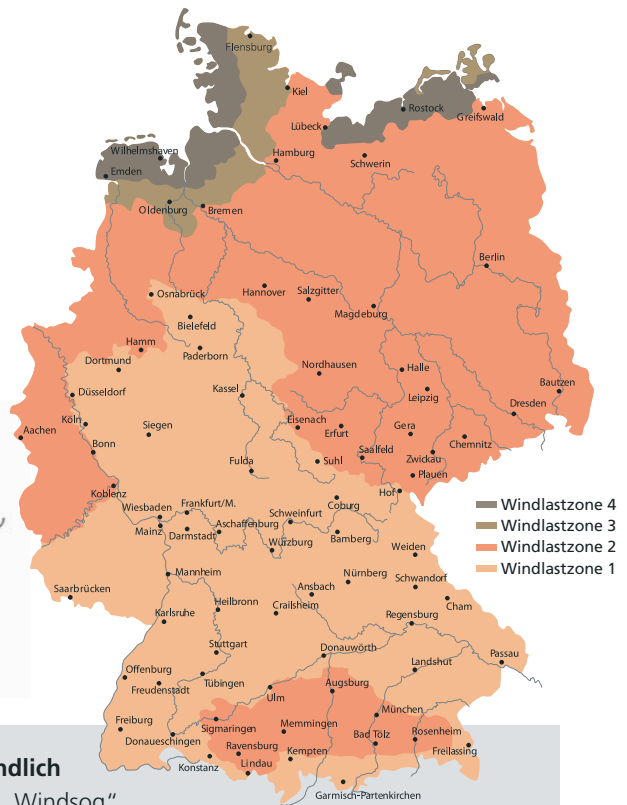 Flensburg
Kiel
Rostock
Greifswald
Lübeck
Wilhelmshaven
Hamburg
Schwerin
Emden
Oldenburg
Bremen
Berlin
Osnabrück
Hannover
Salzgitter
Magdeburg
Bielefeld
Hamm
Paderborn
Dortmund
Nordhausen
Halle
Bautzen
Düsseldorf
Kassel
Leipzig
Dresden
Köln
Siegen
Eisenach
Erfurt
Gera
Chemnitz
Aachen
Bonn
Saalfeld
Zwickau
Fulda
Suhl
Plauen
Koblenz
Hof
Wiesbaden
Frankfurt/M.
Coburg
Windlastzone 4
Schweinfurt
Mainz
Aschaffenburg
Windlastzone 3
Darmstadt
Würzburg
Bamberg
Windlastzone 2
Weiden
Windlastzone 1
Mannheim
Nürnberg
Schwandorf
Saarbrücken
Ansbach
Heilbronn
Crailsheim
Cham
Karlsruhe
Regensburg
Stuttgart
Donauwörth
Passau
Offenburg
Landshut
Freudenstadt
Tübingen
Augsburg
Ulm
München
Freiburg
Sigmaringen
Memmingen
Bad Tölz
Rosenheim
Donaueschingen
Ravensburg
Kempten
Freilassing
Konstanz
Lindau
Garmisch-Partenkirchen
ndlich
Windsog“